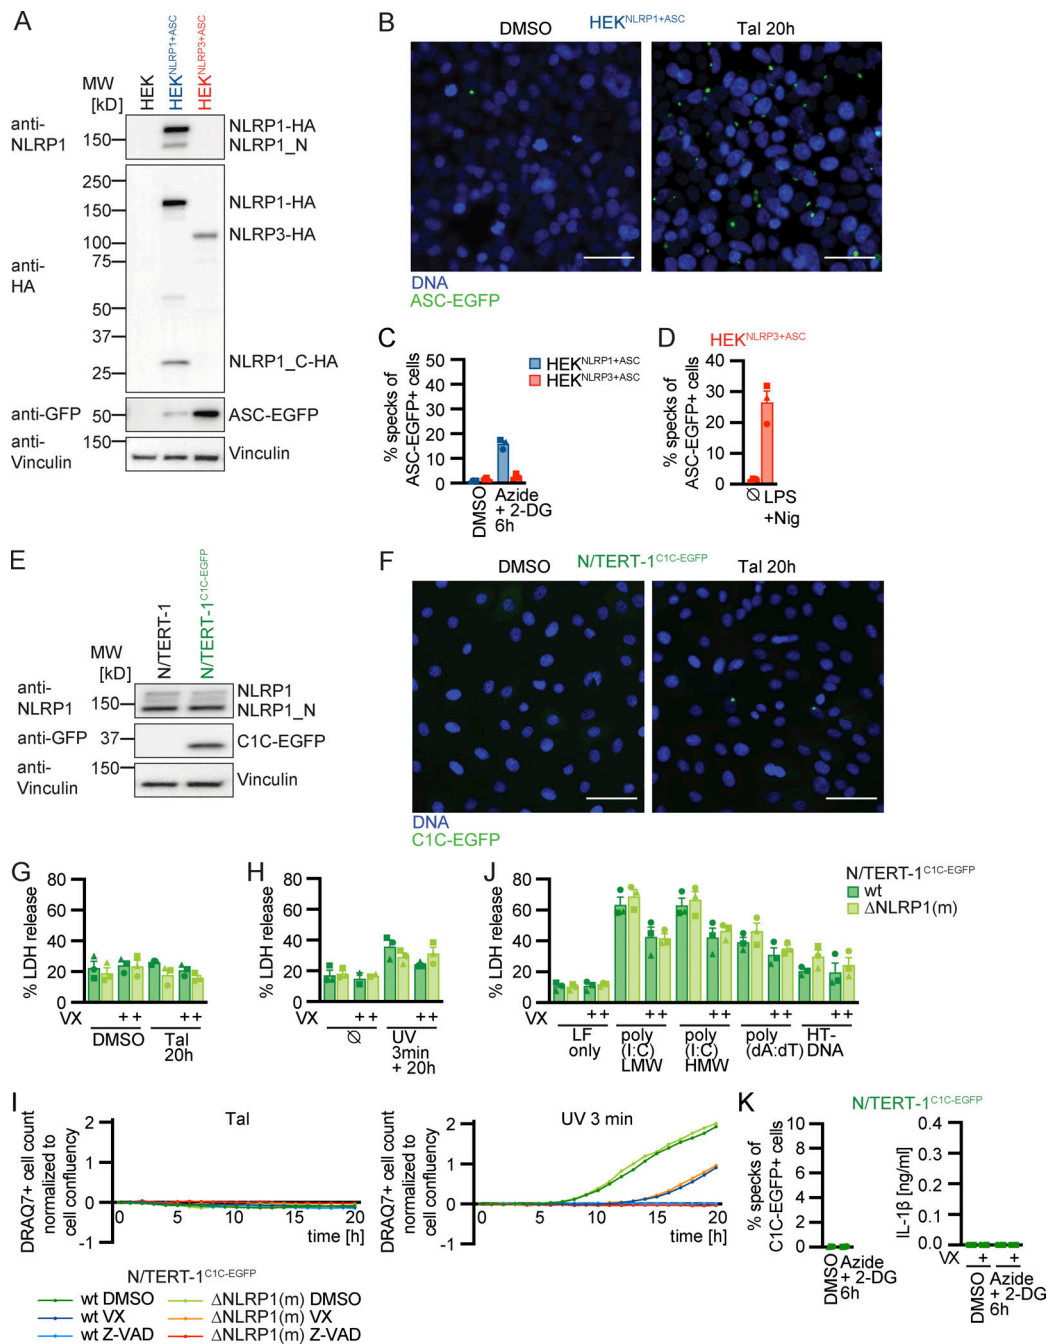 A
MW
[kD]
HEK
HEKNLRP1+ASC
HEKNLRP3+ASC
anti-
NLRP1
150
NLRP1-HA
NLRP1_N
250
150
100
75
50
37
25
anti-
HA
NLRP1-HA
NLRP3-HA
NLRP1_C-HA
anti-GFP
50
ASC-EGFP
anti-
Vinculin
150
Vinculin
B
HEKNLRP1+ASC
DMSO
Tal 20h
DNA
ASC-EGFP
C
% specks of
ASC-EGFP+ cells
50
40
30
20
10
0
DMSO
Azide
+ 2-DG
6h
HEKNLRP1+ASC
HEKNLRP3+ASC
D
HEKNLRP3+ASC
% specks of
ASC-EGFP+ cells
40
30
20
10
0
∅
LPS
+Nig
E
MW
[kD]
N/TERT-1
N/TERT-1C1C-EGFP
anti-
NLRP1
150
NLRP1
NLRP1_N
anti-GFP
37
C1C-EGFP
anti-
Vinculin
150
Vinculin
F
N/TERT-1C1C-EGFP
DMSO
Tal 20h
DNA
C1C-EGFP
G
% LDH release
80
60
40
20
0
VX
+ +
+ +
DMSO
Tal
20h
H
% LDH release
80
60
40
20
0
VX
+ +
+ +
∅
UV
3min
+ 20h
J
% LDH release
80
60
40
20
0
N/TERT-1C1C-EGFP
wt
ΔNLRP1(m)
VX
+ +
+ +
+ +
+ +
+ +
LF
only
poly
(I:C)
LMW
poly
(I:C)
HMW
poly
(dA:dT)
HT-
DNA
I
Tal
DRAQ7+ cell count
normalized to
cell confluency
2
1
0
-1
0
5
10
15
20
time [h]
UV 3 min
DRAQ7+ cell count
normalized to
cell confluency
2
1
0
-1
0
5
10
15
20
time [h]
N/TERT-1C1C-EGFP
wt DMSO
wt VX
wt Z-VAD
ΔNLRP1(m) DMSO
ΔNLRP1(m) VX
ΔNLRP1(m) Z-VAD
K
N/TERT-1C1C-EGFP
% specks of
C1C-EGFP+ cells
10
8
6
4
2
0
DMSO
Azide
+ 2-DG
6h
IL-1β [ng/ml]
0.4
0.3
0.2
0.1
0.0
VX
+
+
DMSO
Azide
+ 2-DG
6h